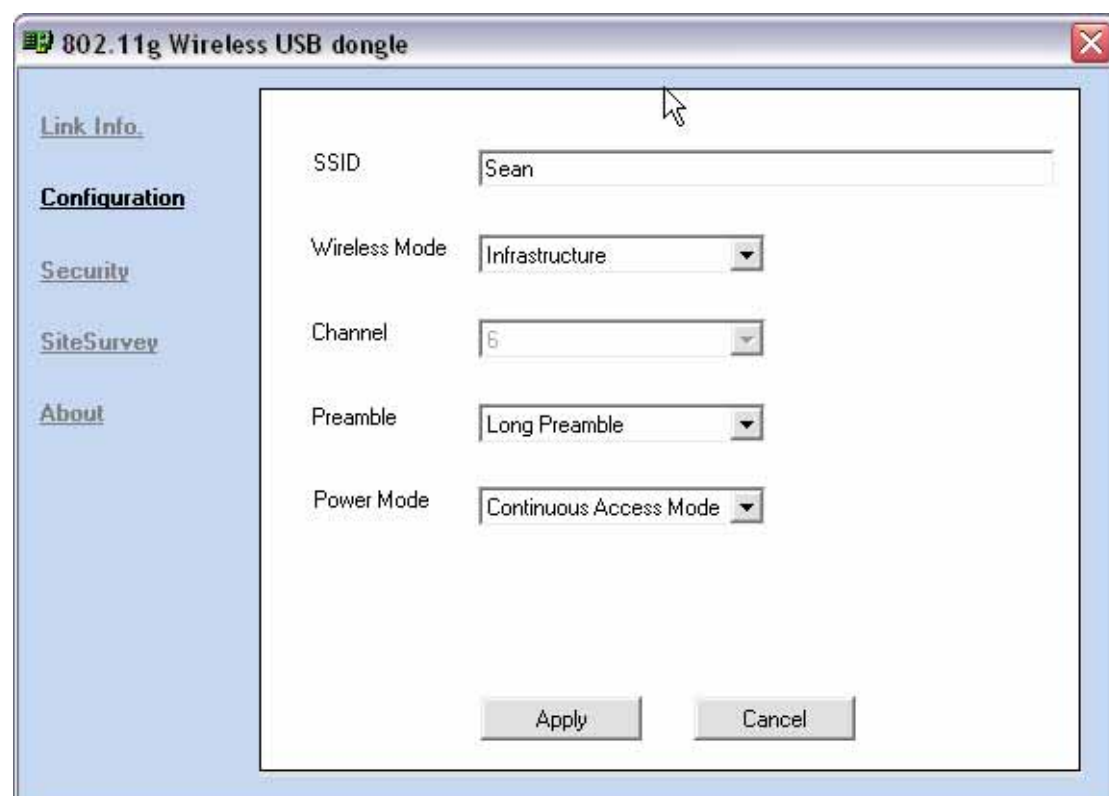 802.11g Wireless USB dongle
Link Info.
Configuration
Security
SiteSurvey
About
SSID
Sean
Wireless Mode
Infrastructure
Channel
6
Preamble
Long Preamble
Power Mode
Continuous Access Mode
Apply
Cancel